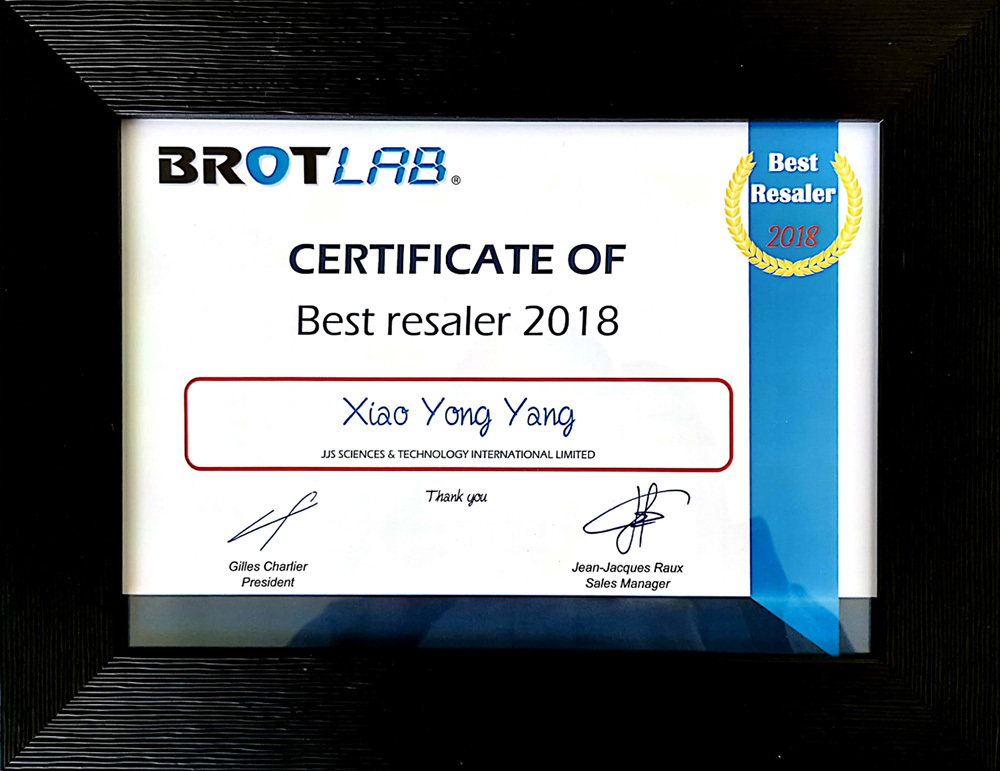 BROTLAB®
Best
Resaler
2018
CERTIFICATE OF
Best resaler 2018
Xiao Yong Yang
JJS SCIENCES & TECHNOLOGY INTERNATIONAL LIMITED
Thank you
Gilles Charlier
President
Jean-Jacques Raux
Sales Manager